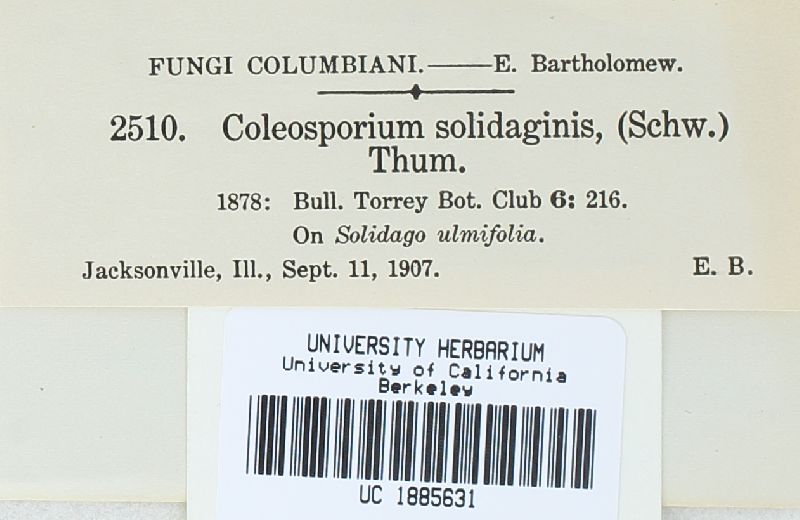 FUNGI COLUMBIANI.——E. Bartholomew.
2510. Coleosporium solidaginis, (Schw.)
Thum.
1878: Bull. Torrey Bot. Club 6: 216.
On Solidago ulmifolia.
Jacksonville, Ill., Sept. 11, 1907. E. B.
UNIVERSITY HERBARIUM
University of California
Berkeley
UC 1885631